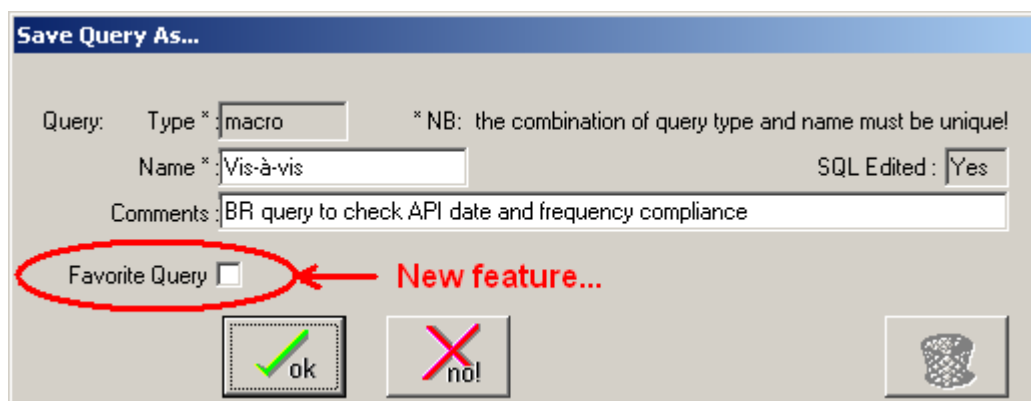 Save Query As...
Query: Type * : macro * NB: the combination of query type and name must be unique!
Name * : Vis-à-vis SQL Edited : Yes
Comments : BR query to check API date and frequency compliance
Favorite Query New feature...
ok no!